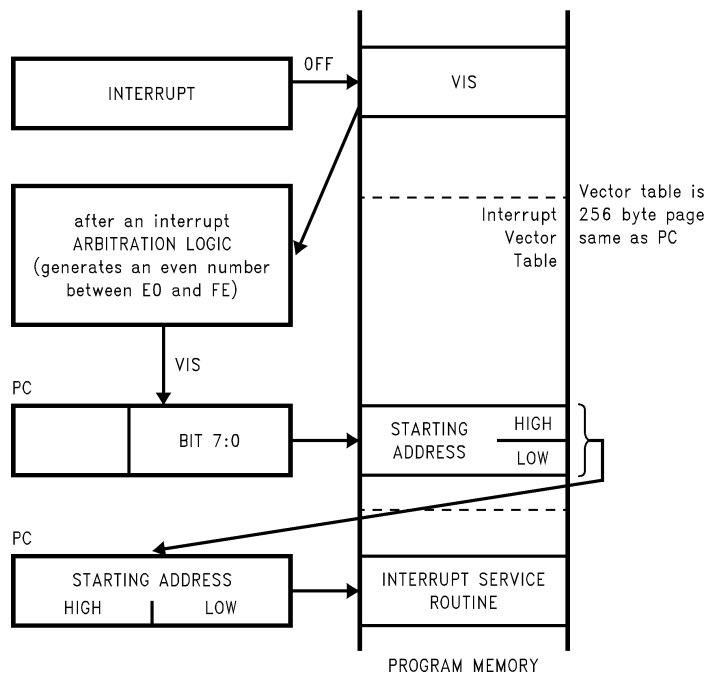 OFF
INTERRUPT
VIS
after an interrupt
ARBITRATION LOGIC
(generates an even number
between E0 and FE)
Interrupt
Vector
Table
Vector table is
256 byte page
same as PC
VIS
PC
BIT 7:0
STARTING
ADDRESS
HIGH
LOW
PC
STARTING ADDRESS
HIGH
LOW
INTERRUPT SERVICE
ROUTINE
PROGRAM MEMORY